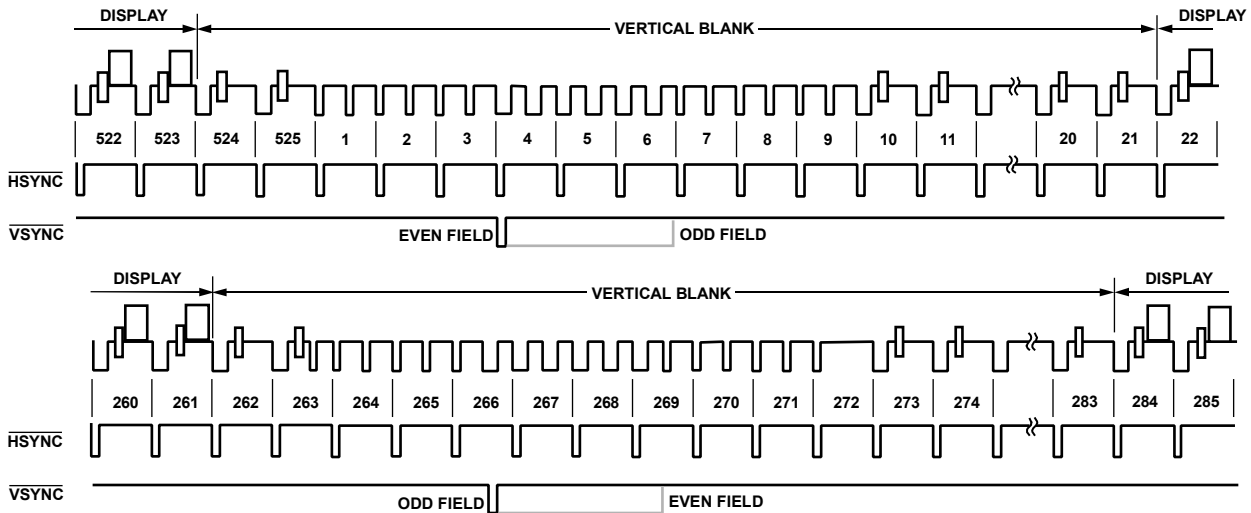 DISPLAY VERTICAL BLANK DISPLAY
522 523 524 525 1 2 3 4 5 6 7 8 9 10 11 20 21 22
HSYNC
VSYNC EVEN FIELD ODD FIELD
DISPLAY VERTICAL BLANK DISPLAY
260 261 262 263 264 265 266 267 268 269 270 271 272 273 274 283 284 285
HSYNC
VSYNC ODD FIELD EVEN FIELD